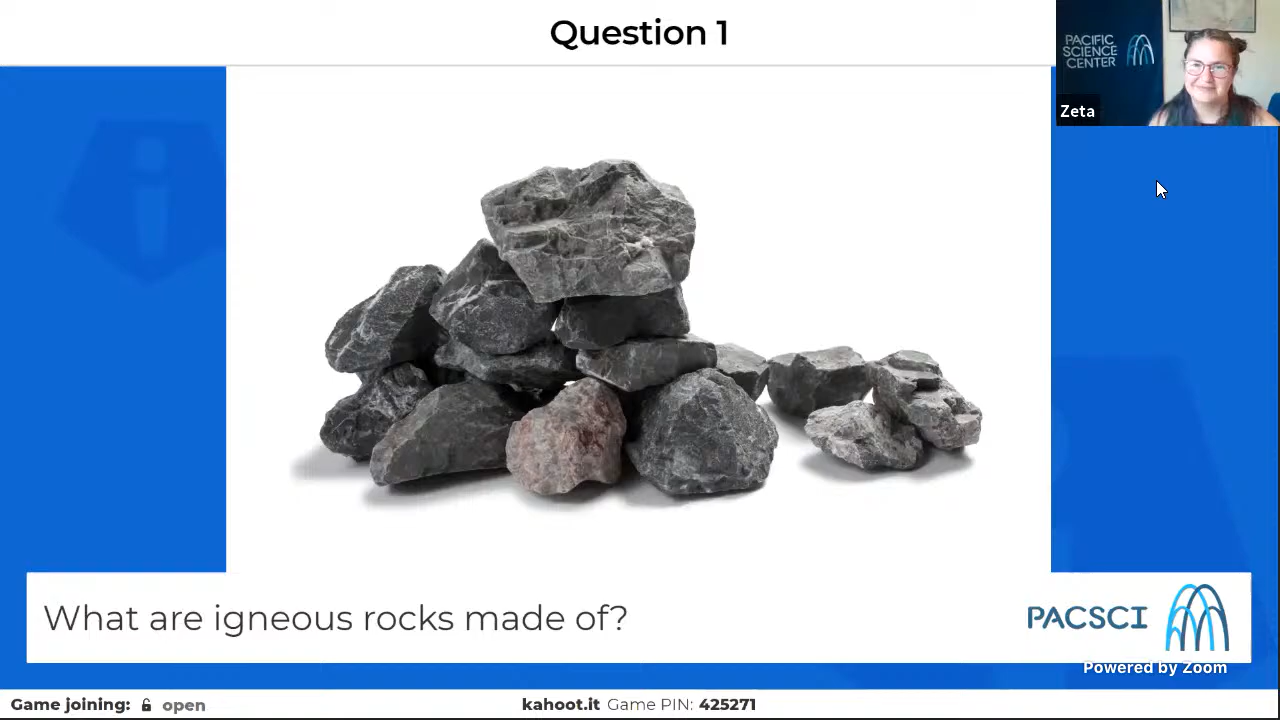 Question 1
PACIFIC
SCIENCE
CENTER
Zeta
What are igneous rocks made of?
PACSCI
Powered by Zoom
Game joining: open
kahoot.it Game PIN: 425271